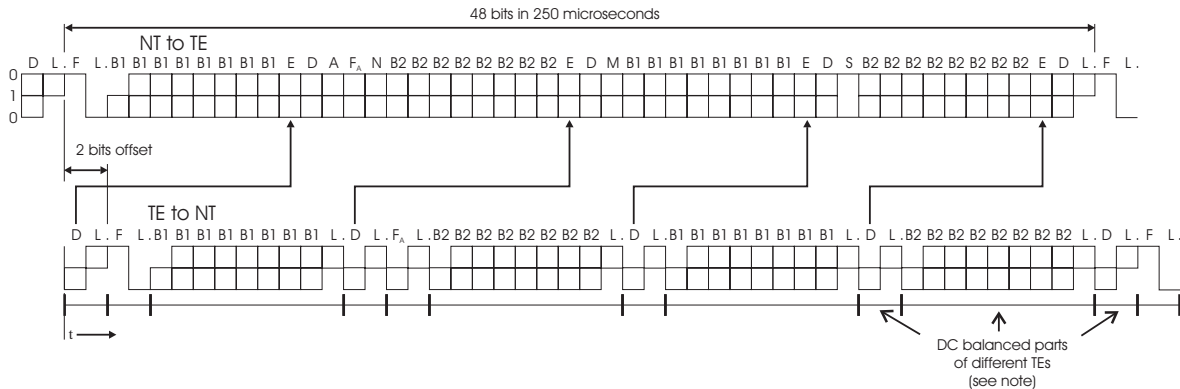 48 bits in 250 microseconds
NT to TE
D L. F L. B1 B1 B1 B1 B1 B1 B1 B1 E D A FA N B2 B2 B2 B2 B2 B2 B2 B2 E D M B1 B1 B1 B1 B1 B1 B1 B1 E D S B2 B2 B2 B2 B2 B2 B2 B2 E D L. F L.
0
1
0
2 bits offset
TE to NT
D L. F L. B1 B1 B1 B1 B1 B1 B1 B1 L. D L. FA L. B2 B2 B2 B2 B2 B2 B2 B2 L. D L. B1 B1 B1 B1 B1 B1 B1 B1 L. D L. B2 B2 B2 B2 B2 B2 B2 B2 L. D L. F L.
t
DC balanced parts
of different TEs
(see note)